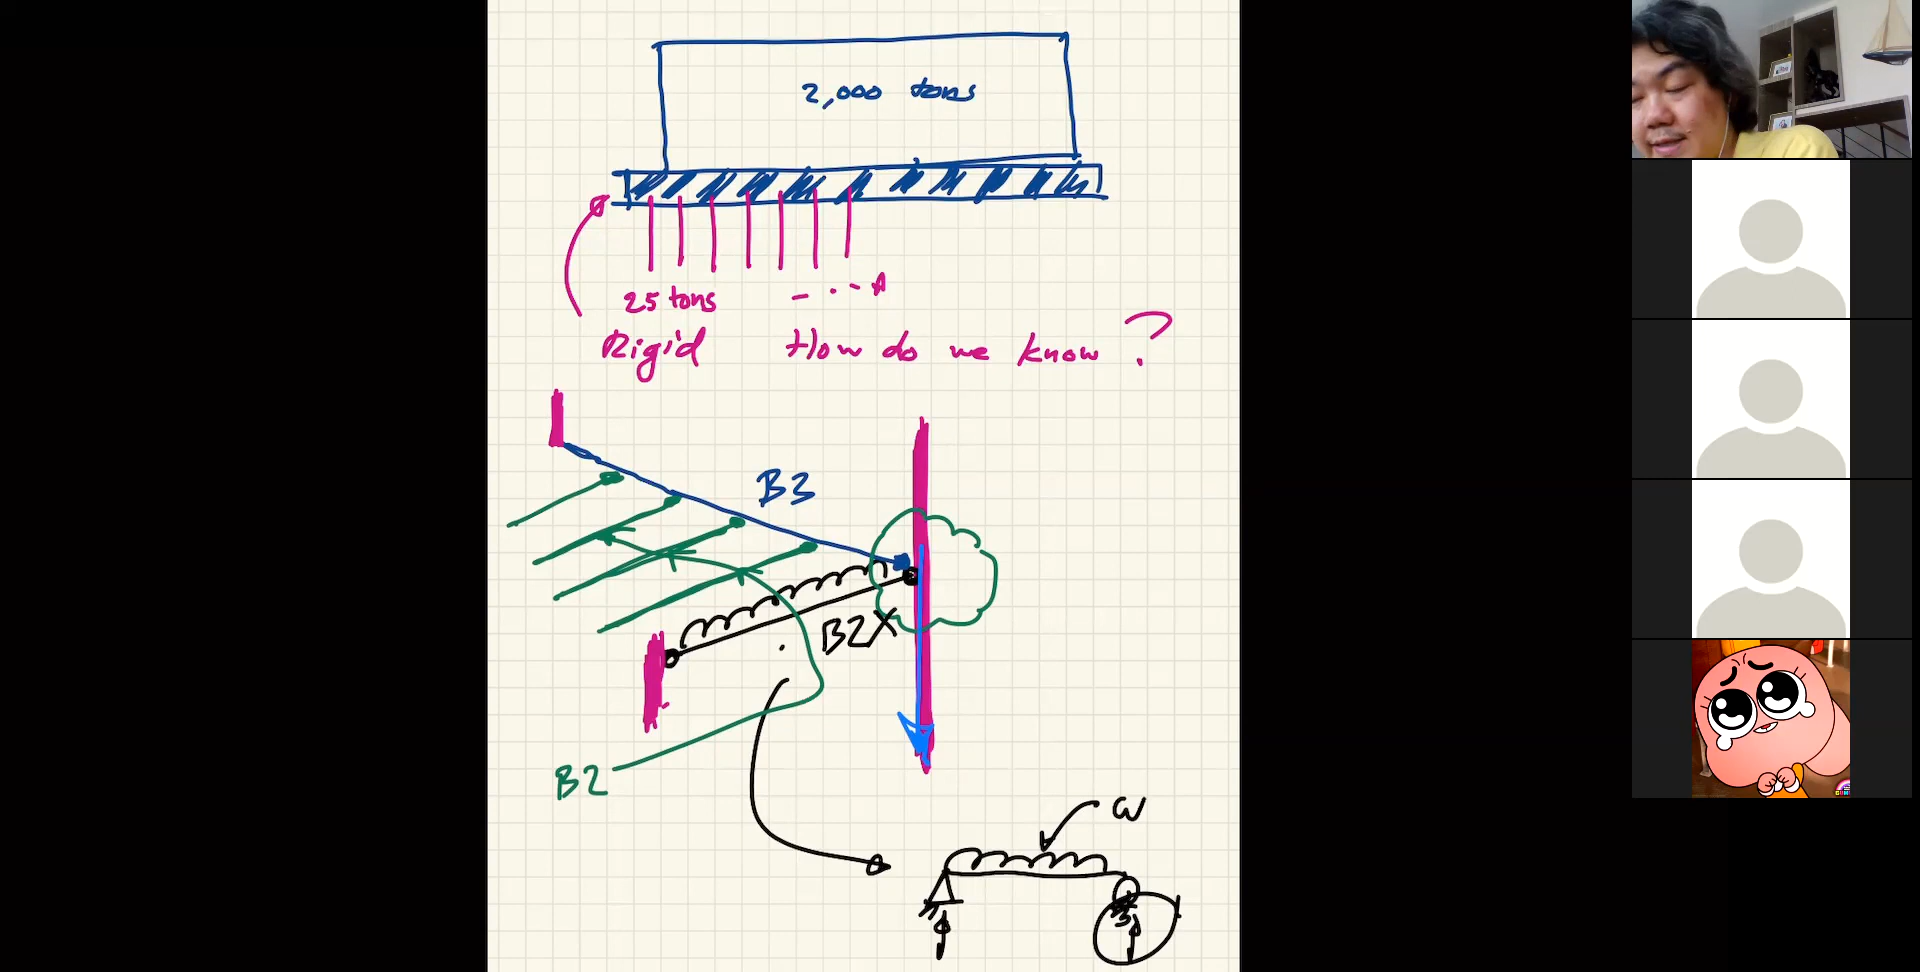 2,000 tons
25 tons
Rigid How do we know ?
B3
B2X
B2
W